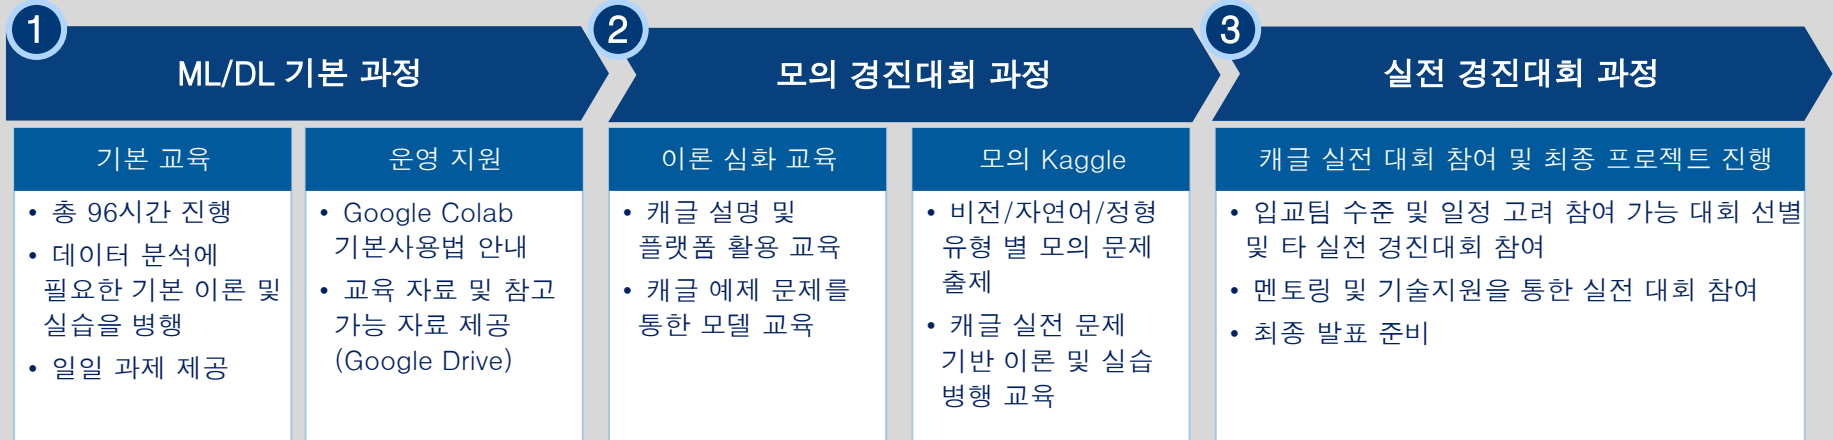 1
ML/DL 기본 과정
기본 교육
• 총 96시간 진행
• 데이터 분석에
필요한 기본 이론 및
실습을 병행
• 일일 과제 제공
운영 지원
• Google Colab
기본사용법 안내
• 교육 자료 및 참고
가능 자료 제공
(Google Drive)
2
모의 경진대회 과정
이론 심화 교육
• 캐글 설명 및
플랫폼 활용 교육
• 캐글 예제 문제를
통한 모델 교육
모의 Kaggle
• 비전/자연어/정형
유형 별 모의 문제
출제
• 캐글 실전 문제
기반 이론 및 실습
병행 교육
3
실전 경진대회 과정
캐글 실전 대회 참여 및 최종 프로젝트 진행
• 입교팀 수준 및 일정 고려 참여 가능 대회 선별
및 타 실전 경진대회 참여
• 멘토링 및 기술지원을 통한 실전 대회 참여
• 최종 발표 준비